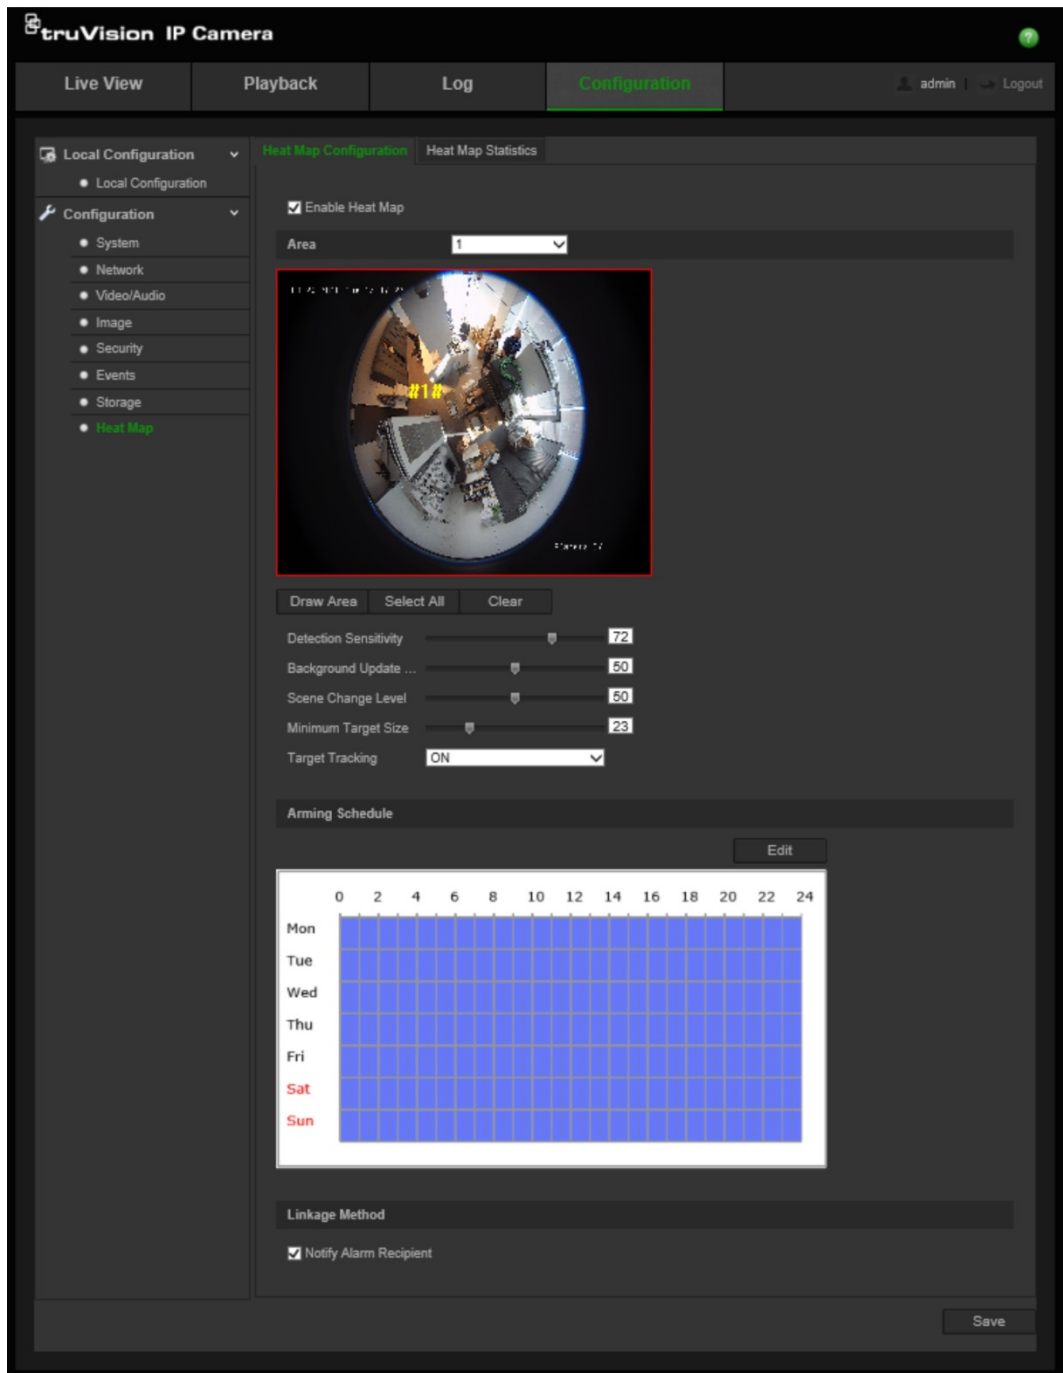 truVision IP Camera
?
Live View Playback Log Configuration admin | Logout
Local Configuration
Local Configuration
Configuration
System
Network
Video/Audio
Image
Security
Events
Storage
Heat Map
Heat Map Configuration Heat Map Statistics
Enable Heat Map
Area 1
#1#
Draw Area Select All Clear
Detection Sensitivity 72
Background Update ... 50
Scene Change Level 50
Minimum Target Size 23
Target Tracking ON
Arming Schedule
Edit
0 2 4 6 8 10 12 14 16 18 20 22 24
Mon
Tue
Wed
Thu
Fri
Sat
Sun
Linkage Method
Notify Alarm Recipient
Save